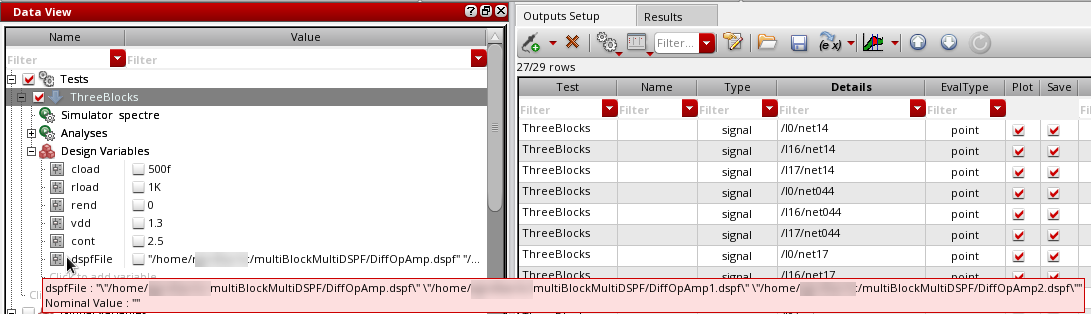 Data View
Name Value
Filter Filter
Tests
ThreeBlocks
Simulator spectre
Analyses
Design Variables
cload 500f
rload 1K
rend 0
vdd 1.3
cont 2.5
dspfFile "/home/ :/multiBlockMultiDSPF/DiffOpAmp.dspf" "/...
Click to add variable
dspfFile : "\"/home/ multiBlockMultiDSPF/DiffOpAmp.dspf\" \"/home/ multiBlockMultiDSPF/DiffOpAmp1.dspf\" \"/home/ :/multiBlockMultiDSPF/DiffOpAmp2.dspf\""
Nominal Value : ""
Outputs Setup Results
Filter...
27/29 rows
Test Name Type Details EvalType Plot Save
Filter Filter Filter Filter Filter
ThreeBlocks signal /I0/net14 point
ThreeBlocks signal /I16/net14 point
ThreeBlocks signal /I17/net14 point
ThreeBlocks signal /I0/net044 point
ThreeBlocks signal /I16/net044 point
ThreeBlocks signal /I17/net044 point
ThreeBlocks signal /I0/net17 point
ThreeBlocks signal /I16/net17 point